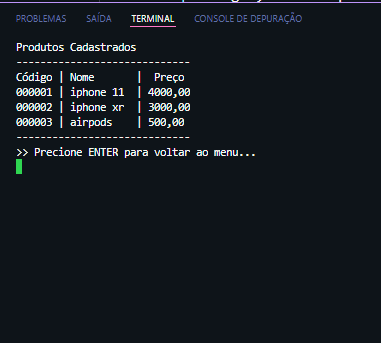 PROBLEMAS SAÍDA TERMINAL CONSOLE DE DEPURAÇÃO
Produtos Cadastrados
-----------------------------
Código | Nome       |  Preço
000001 | iphone 11  | 4000,00
000002 | iphone xr  | 3000,00
000003 | airpods    | 500,00
-----------------------------
>> Precione ENTER para voltar ao menu...